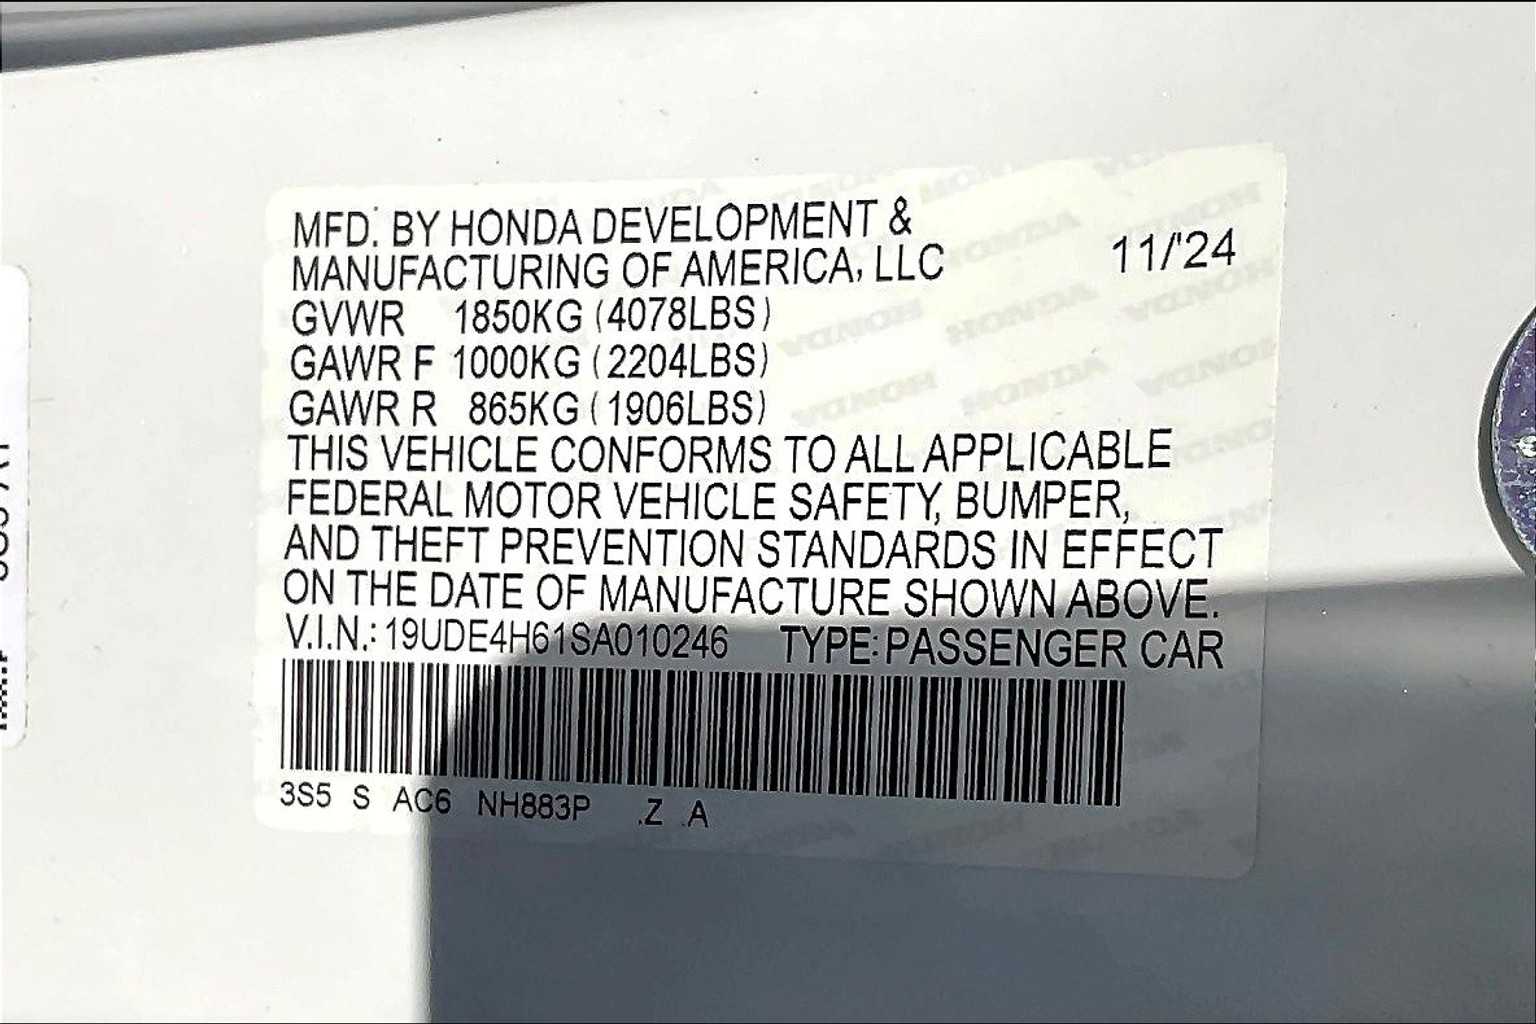 MFD. BY HONDA DEVELOPMENT &
MANUFACTURING OF AMERICA, LLC
11/'24
GVWR 1850KG (4078LBS)
GAWR F 1000KG (2204LBS)
GAWR R 865KG (1906LBS)
THIS VEHICLE CONFORMS TO ALL APPLICABLE
FEDERAL MOTOR VEHICLE SAFETY, BUMPER,
AND THEFT PREVENTION STANDARDS IN EFFECT
ON THE DATE OF MANUFACTURE SHOWN ABOVE.
V.I.N.: 19UDE4H61SA010246 TYPE: PASSENGER CAR
3S5 S AC6 NH883P .Z .A